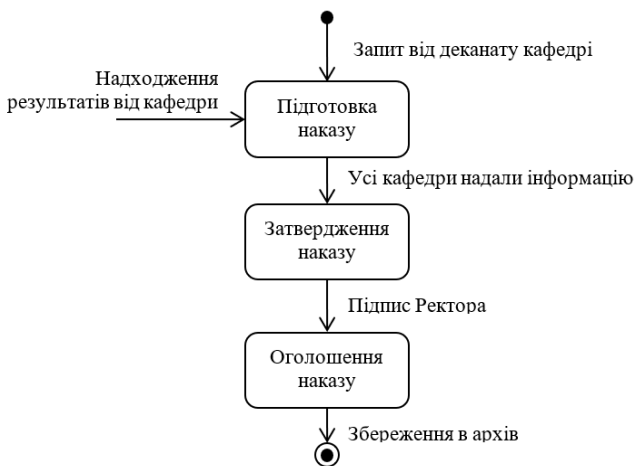 Запит від деканату кафедрі
Надходження
результатів від кафедри
Підготовка
наказу
Усі кафедри надали інформацію
Затвердження
наказу
Підпис Ректора
Оголошення
наказу
Збереження в архів